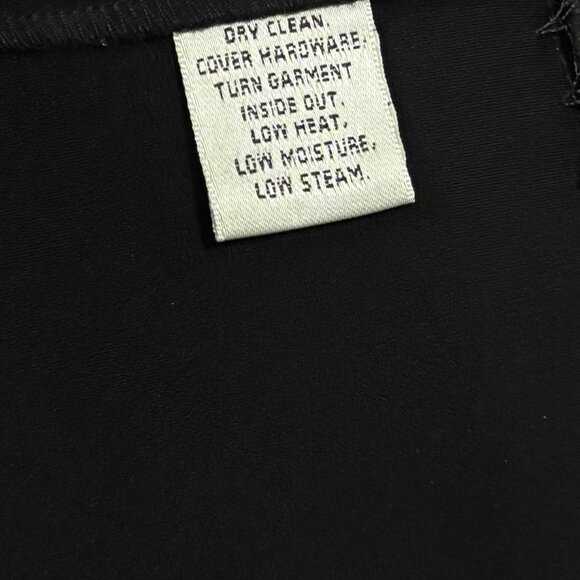 DRY CLEAN.
COVER HARDWARE.
TURN GARMENT
INSIDE OUT.
LOW HEAT.
LOW MOISTURE.
LOW STEAM.